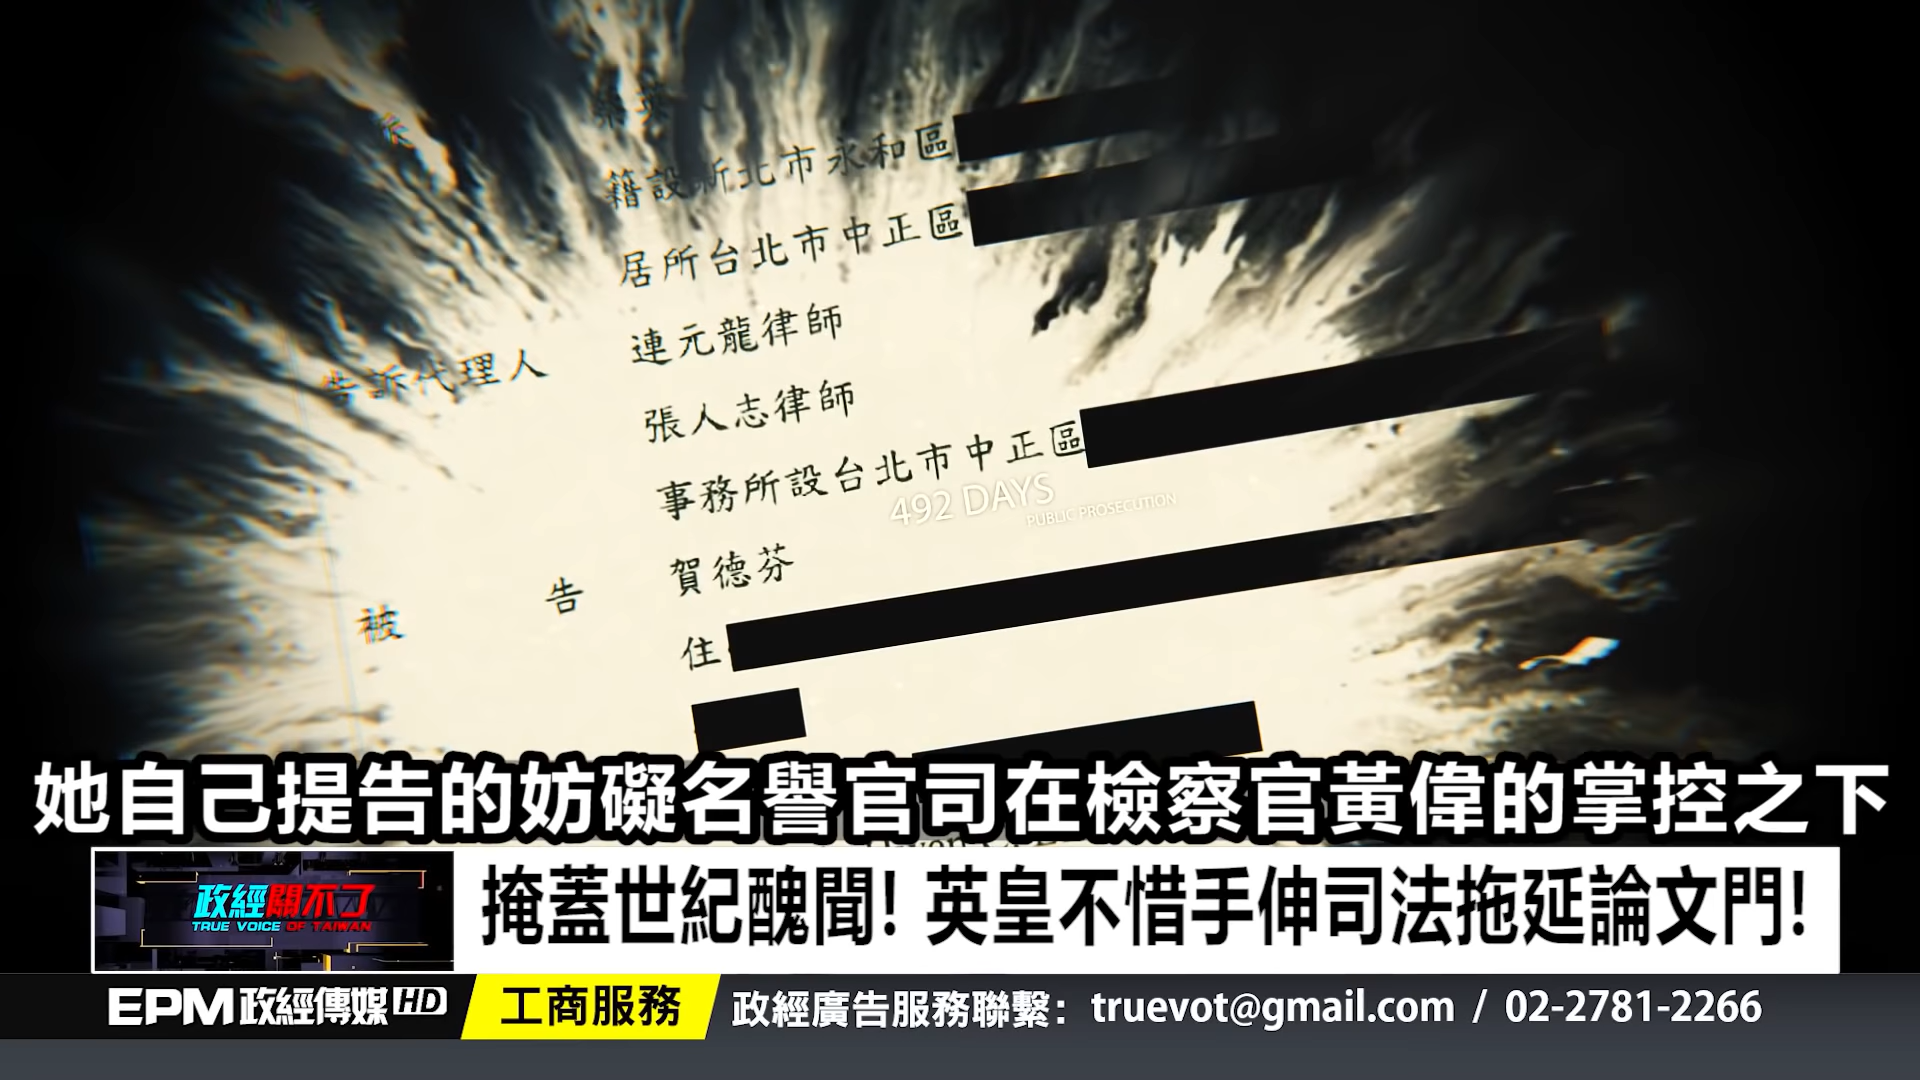 籍設新北市永和區
居所台北市中正區
告訴代理人 連元龍律師
張人志律師
事務所設台北市中正區
492 DAYS
PUBLIC PROSECUTION
被告 賀德芬
住
她自己提告的妨礙名譽官司在檢察官黃偉的掌控之下
政經關不了
TRUE VOICE OF TAIWAN
掩蓋世紀醜聞! 英皇不惜手伸司法拖延論文門!
EPM政經傳媒HD
工商服務
政經廣告服務聯繫： truevot@gmail.com / 02-2781-2266